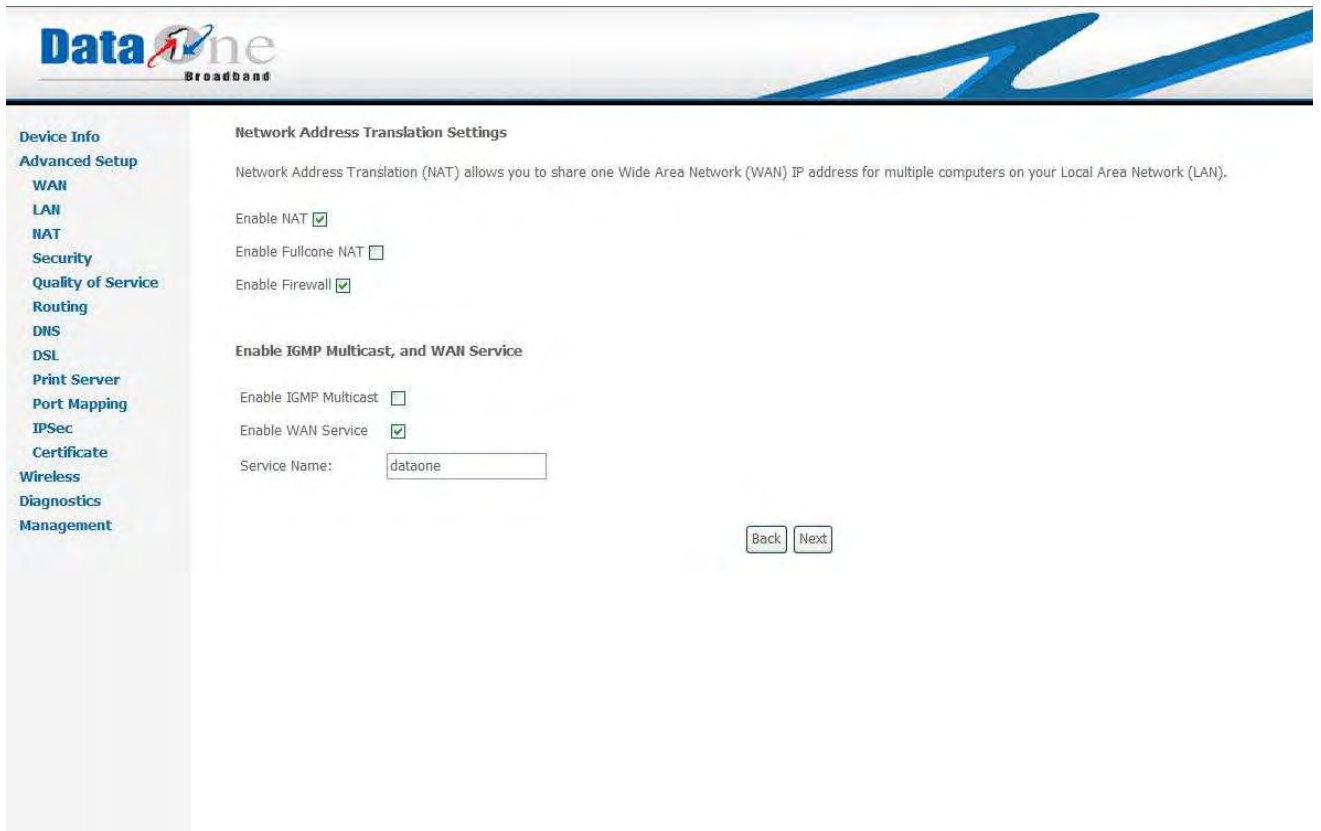 DataOne
Broadband
Device Info
Advanced Setup
WAN
LAN
NAT
Security
Quality of Service
Routing
DNS
DSL
Print Server
Port Mapping
IPSec
Certificate
Wireless
Diagnostics
Management
Network Address Translation Settings
Network Address Translation (NAT) allows you to share one Wide Area Network (WAN) IP address for multiple computers on your Local Area Network (LAN).
Enable NAT
Enable Fullcone NAT
Enable Firewall
Enable IGMP Multicast, and WAN Service
Enable IGMP Multicast
Enable WAN Service
Service Name: dataone
Back Next